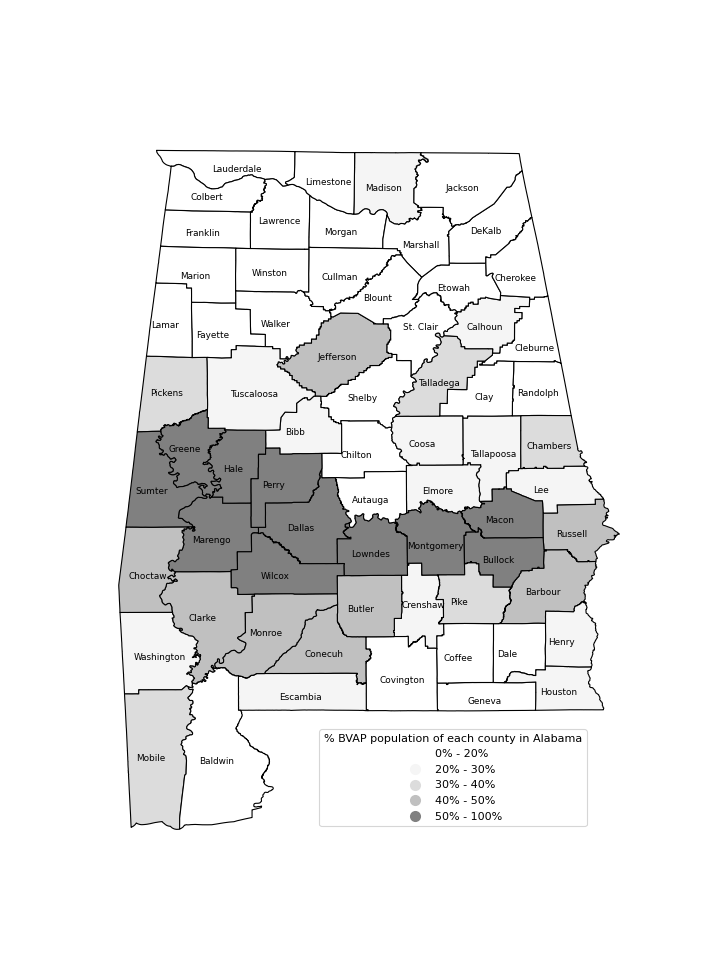 Lauderdale
Limestone
Madison
Jackson
Colbert
Lawrence
Franklin
Morgan
DeKalb
Marshall
Marion
Winston
Cullman
Cherokee
Etowah
Blount
Lamar
Walker
St. Clair
Calhoun
Fayette
Cleburne
Jefferson
Talladega
Pickens
Tuscaloosa
Shelby
Clay
Randolph
Bibb
Coosa
Chambers
Greene
Chilton
Tallapoosa
Hale
Sumter
Perry
Autauga
Elmore
Lee
Macon
Dallas
Russell
Marengo
Lowndes
Montgomery
Bullock
Choctaw
Wilcox
Barbour
Clarke
Butler
Crenshaw
Pike
Monroe
Henry
Washington
Conecuh
Coffee
Dale
Covington
Escambia
Geneva
Houston
Mobile
Baldwin
% BVAP population of each county in Alabama
0% - 20%
20% - 30%
30% - 40%
40% - 50%
50% - 100%